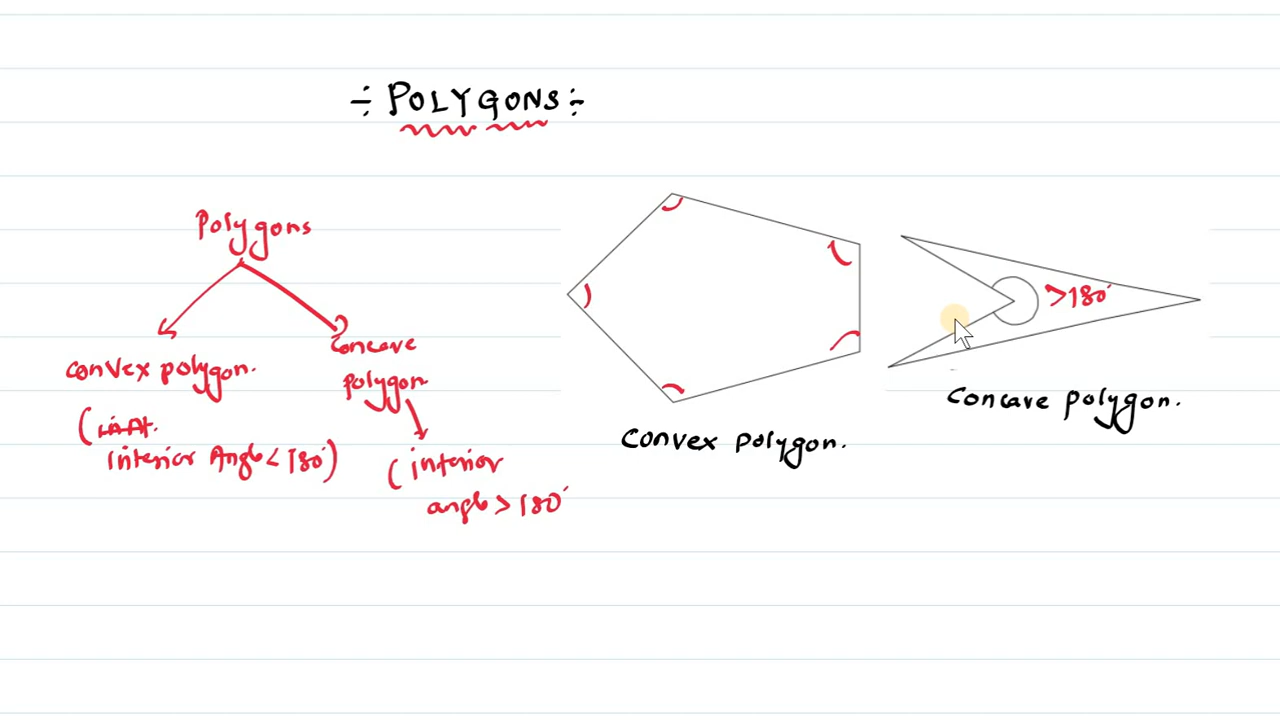 ÷ POLYGONS ÷
Polygons
Convex polygon.
(
Interior Angle < 180°)
Concave
polygon
(interior
angle > 180°
Convex polygon.
>180°
Concave polygon.